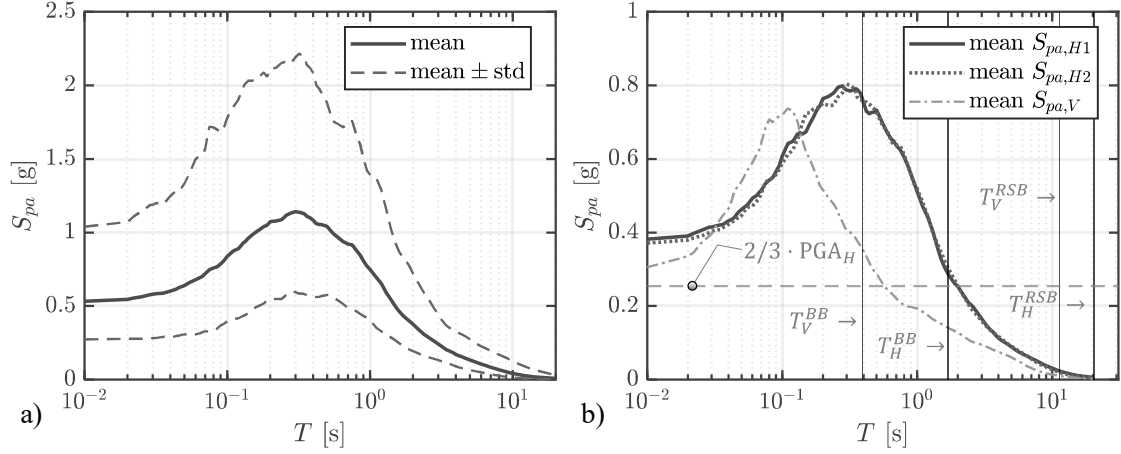 2.5
2
1.5
1
0.5
0
S_pa [g]
mean
mean ± std
10^-2
10^-1
10^0
10^1
T [s]
a)
1
0.8
0.6
0.4
0.2
0
S_pa [g]
mean S_pa,H1
mean S_pa,H2
mean S_pa,V
T_V^RSB →
2/3 · PGA_H
T_H^RSB →
T_V^BB →
T_H^BB →
10^-2
10^-1
10^0
10^1
T [s]
b)